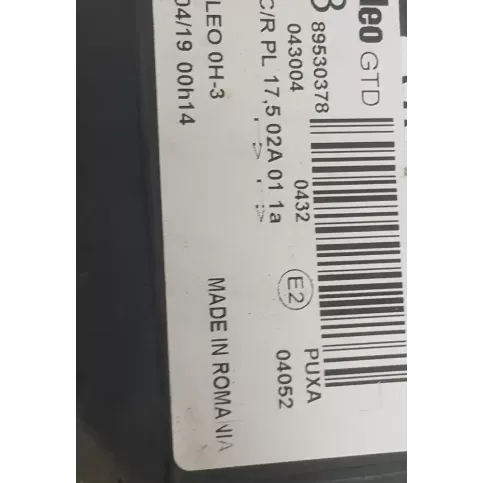 leo GTD
89530378
043004 0432 PUXA
C/R PL 17,5 02A 01 1a E2 04052
LEO 0H-3
04/19 00h14 MADE IN ROMANIA